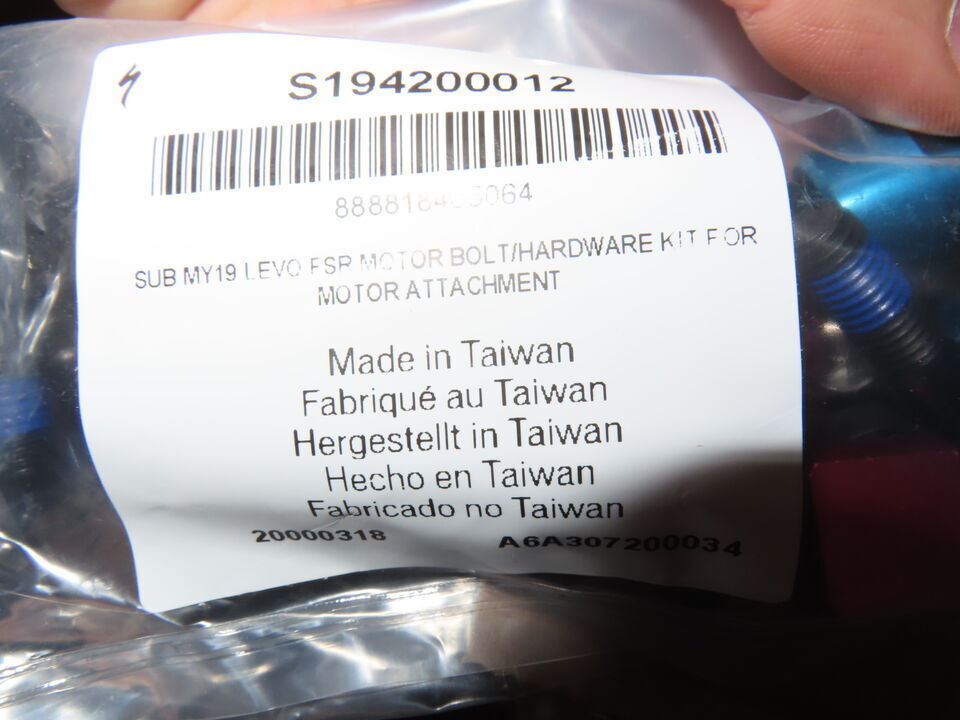 S194200012
SUB MY19 LEVO FSR MOTOR BOLT/HARDWARE KIT FOR
MOTOR ATTACHMENT
Made in Taiwan
Fabriqué au Taiwan
Hergestellt in Taiwan
Hecho en Taiwan
Fabricado no Taiwan
20000318 A6A307200034